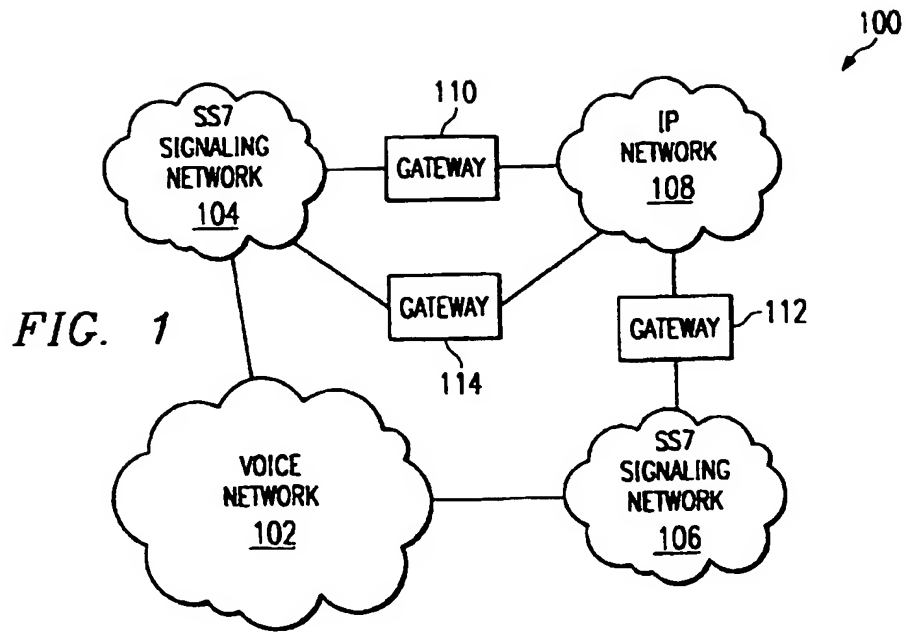 100
SS7
SIGNALING
NETWORK
104
110
GATEWAY
IP
NETWORK
108
GATEWAY
114
GATEWAY
112
FIG. 1
VOICE
NETWORK
102
SS7
SIGNALING
NETWORK
106